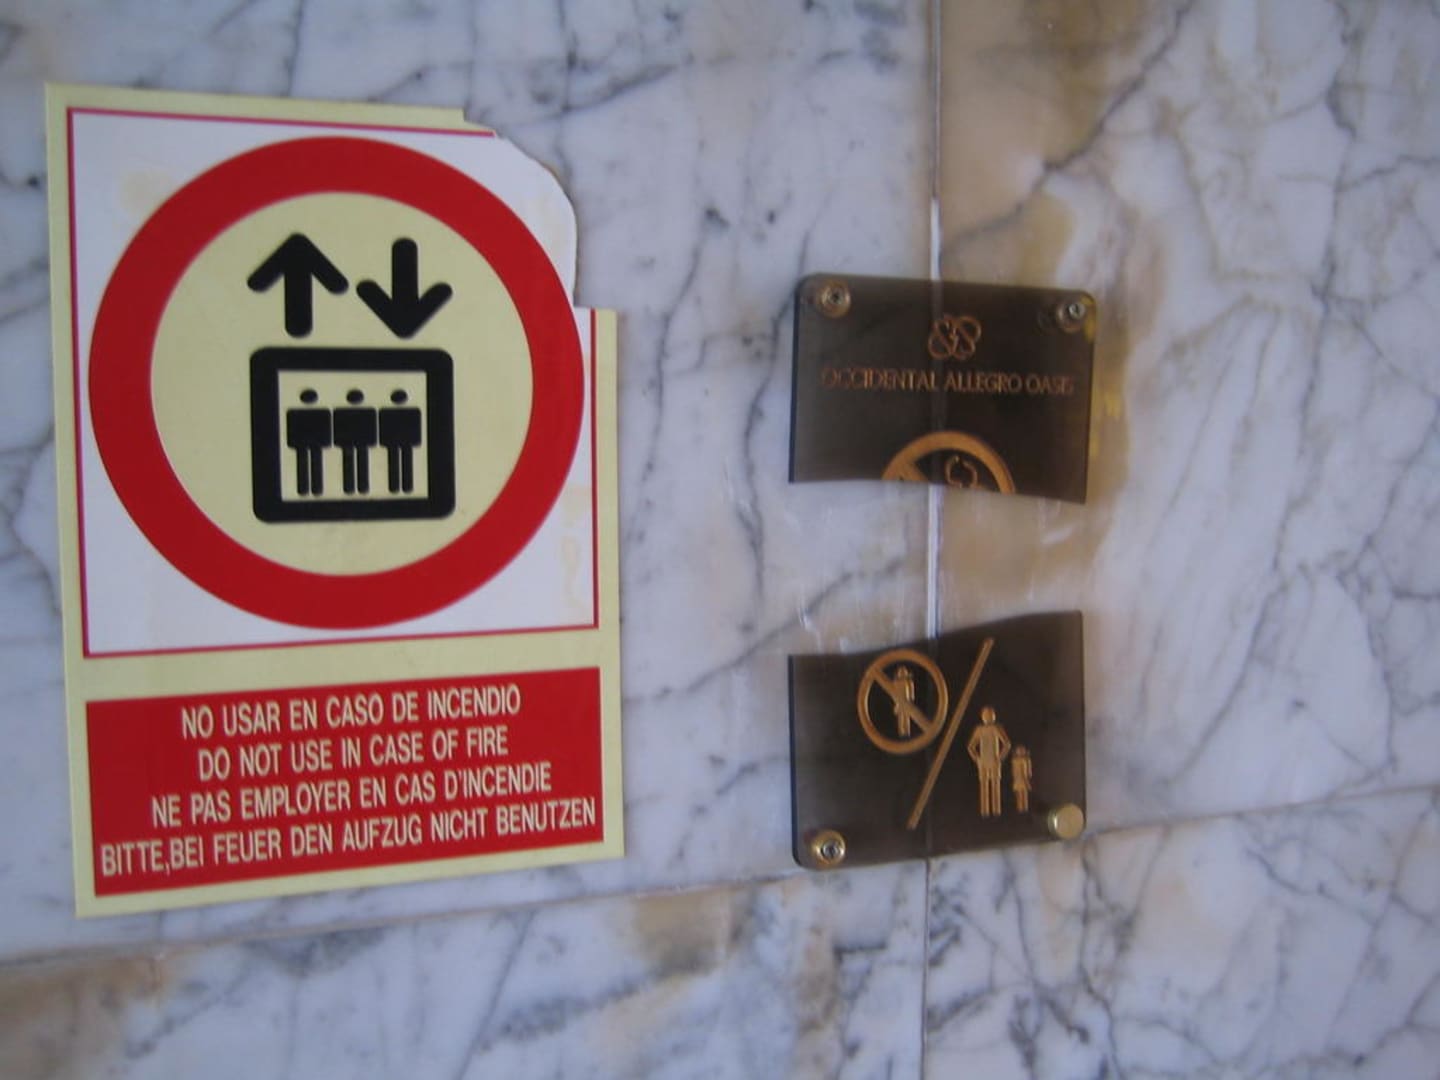 NO USAR EN CASO DE INCENDIO
DO NOT USE IN CASE OF FIRE
NE PAS EMPLOYER EN CAS D'INCENDIE
BITTE,BEI FEUER DEN AUFZUG NICHT BENUTZEN
OCCIDENTAL ALLEGRO OASIS